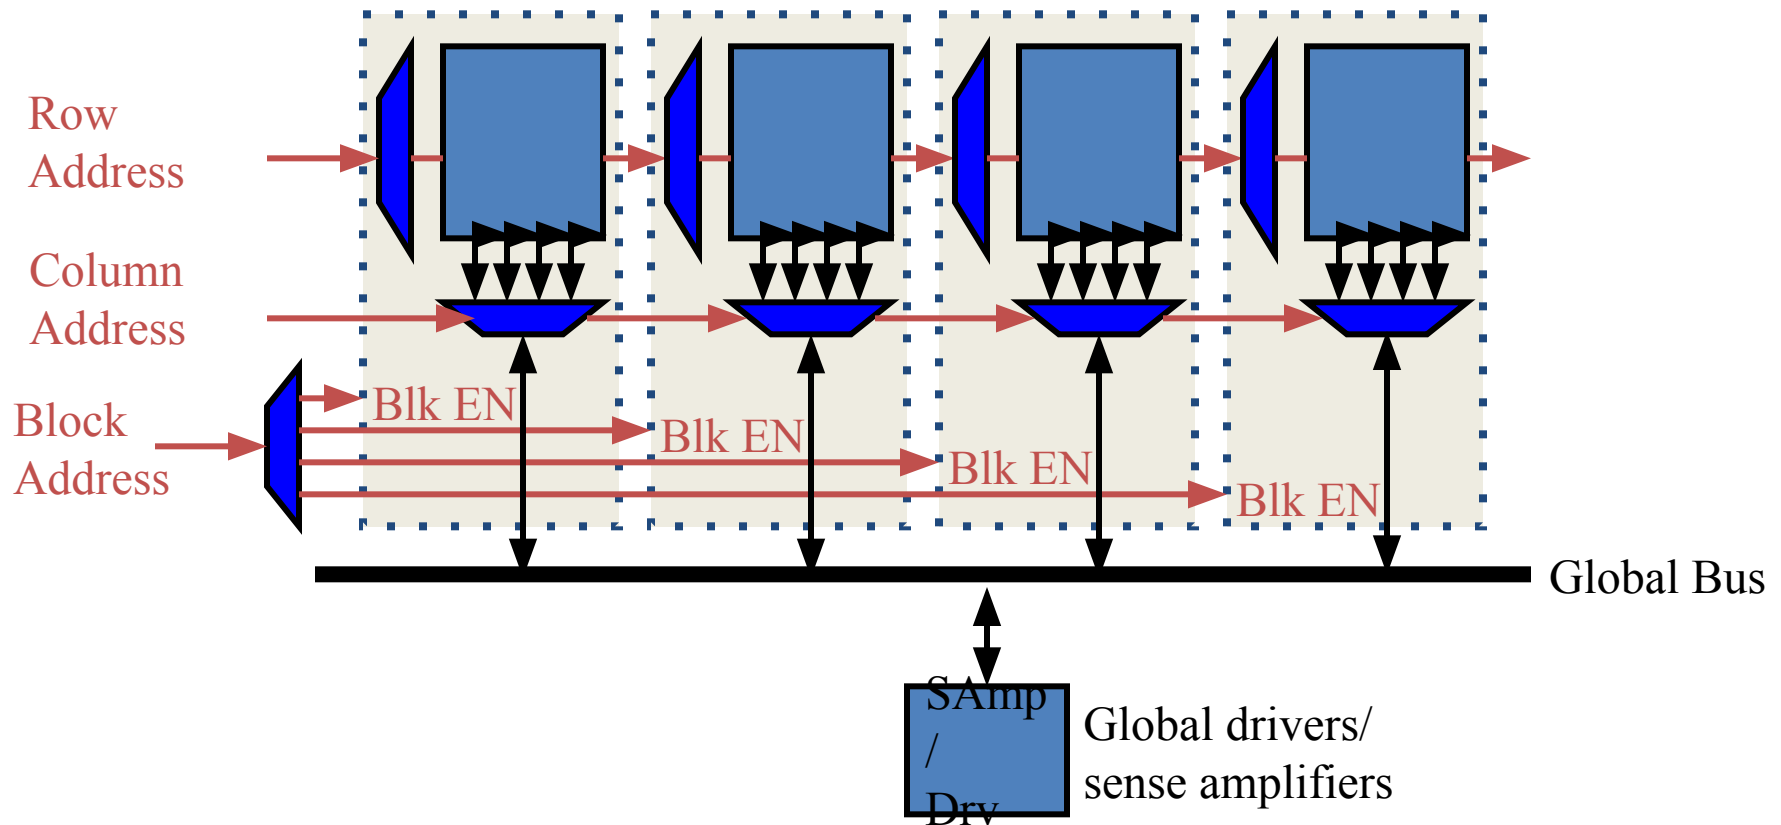 Row
Address
Column
Address
Block
Address
Blk EN
Blk EN
Blk EN
Blk EN
Global Bus
SAmp
/
Drv
Global drivers/
sense amplifiers